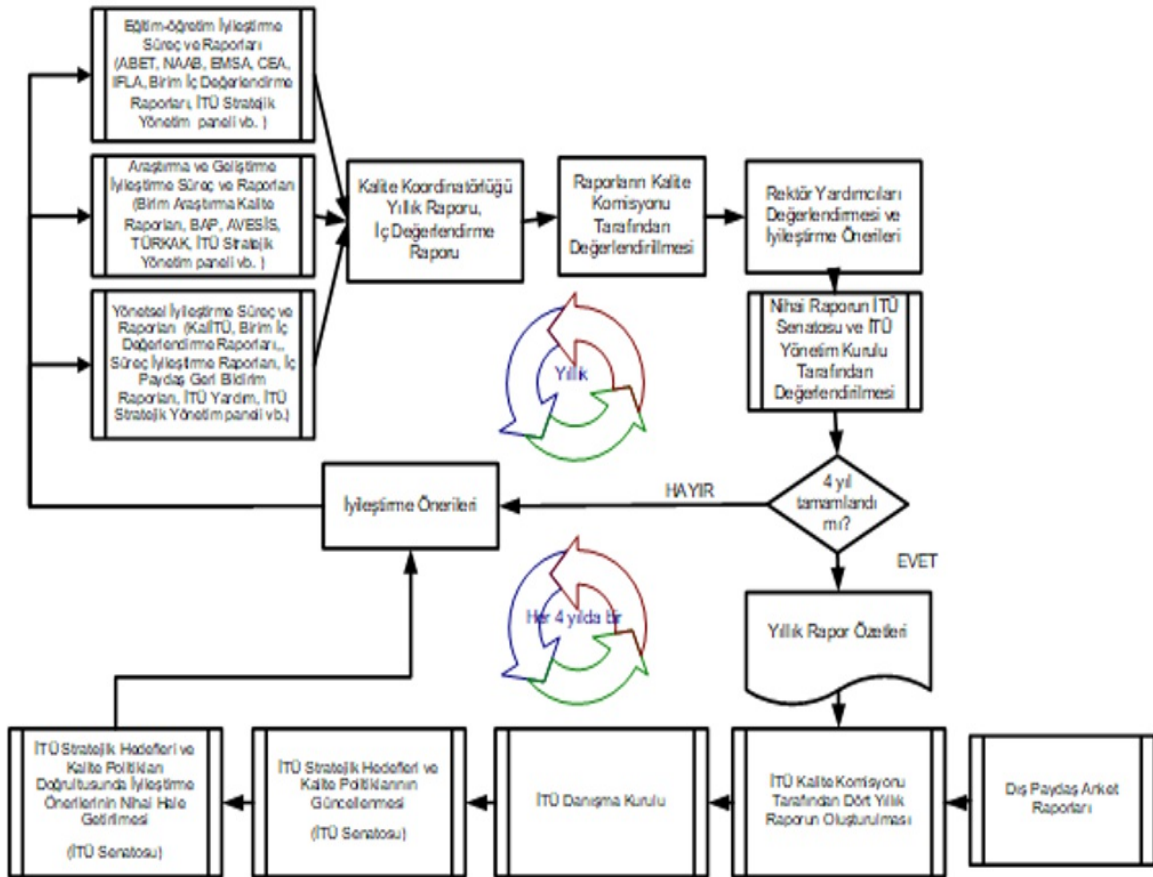 Eğitim-öğretim İyileştirme
Süreç ve Raporları
(ABET, NAAB, EMSA, CEA,
IFLA, Birim İç Değerlendirme
Raporları, İTÜ Stratejik
Yönetim paneli vb. )
Araştırma ve Geliştirme
İyileştirme Süreç ve Raporları
(Birim Araştırma Kalite
Raporları, BAP, AVESİS,
TÜRKAK, İTÜ Stratejik
Yönetim paneli vb. )
Yönetsel İyileştirme Süreç ve
Raporları (KalİTÜ, Birim İç
Değerlendirme Raporları,,
Süreç İyileştirme Raporları, İç
Paydaş Geri Bildirim
Raporları, İTÜ Yardım, İTÜ
Stratejik Yönetim paneli vb.)
Kalite Koordinatörlüğü
Yıllık Raporu,
İç Değerlendirme
Raporu
Raporların Kalite
Komisyonu
Tarafından
Değerlendirilmesi
Rektör Yardımcıları
Değerlendirmesi ve
İyileştirme Önerileri
Nihai Raporun İTÜ
Senatosu ve İTÜ
Yönetim Kurulu
Tarafından
Değerlendirilmesi
Yıllık
4 yıl
tamamlandı
mı?
HAYIR
EVET
İyileştirme Önerileri
Her 4 yılda bir
Yıllık Rapor Özetleri
İTÜ Stratejik Hedefleri ve
Kalite Politikları
Doğrultusunda İyileştirme
Önerilerinin Nihai Hale
Getirilmesi
(İTÜ Senatosu)
İTÜ Stratejik Hedefleri ve
Kalite Politiklarının
Güncellenmesi
(İTÜ Senatosu)
İTÜ Danışma Kurulu
İTÜ Kalite Komisyonu
Tarafından Dört Yıllık
Raporun Oluşturulması
Dış Paydaş Arket
Raporları